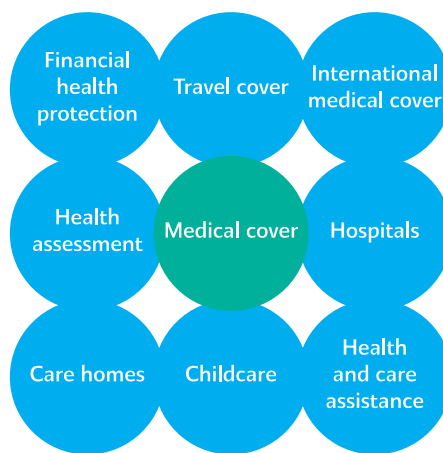 Financial
health
protection
Travel cover
International
medical cover
Health
assessment
Medical cover
Hospitals
Care homes
Childcare
Health
and care
assistance